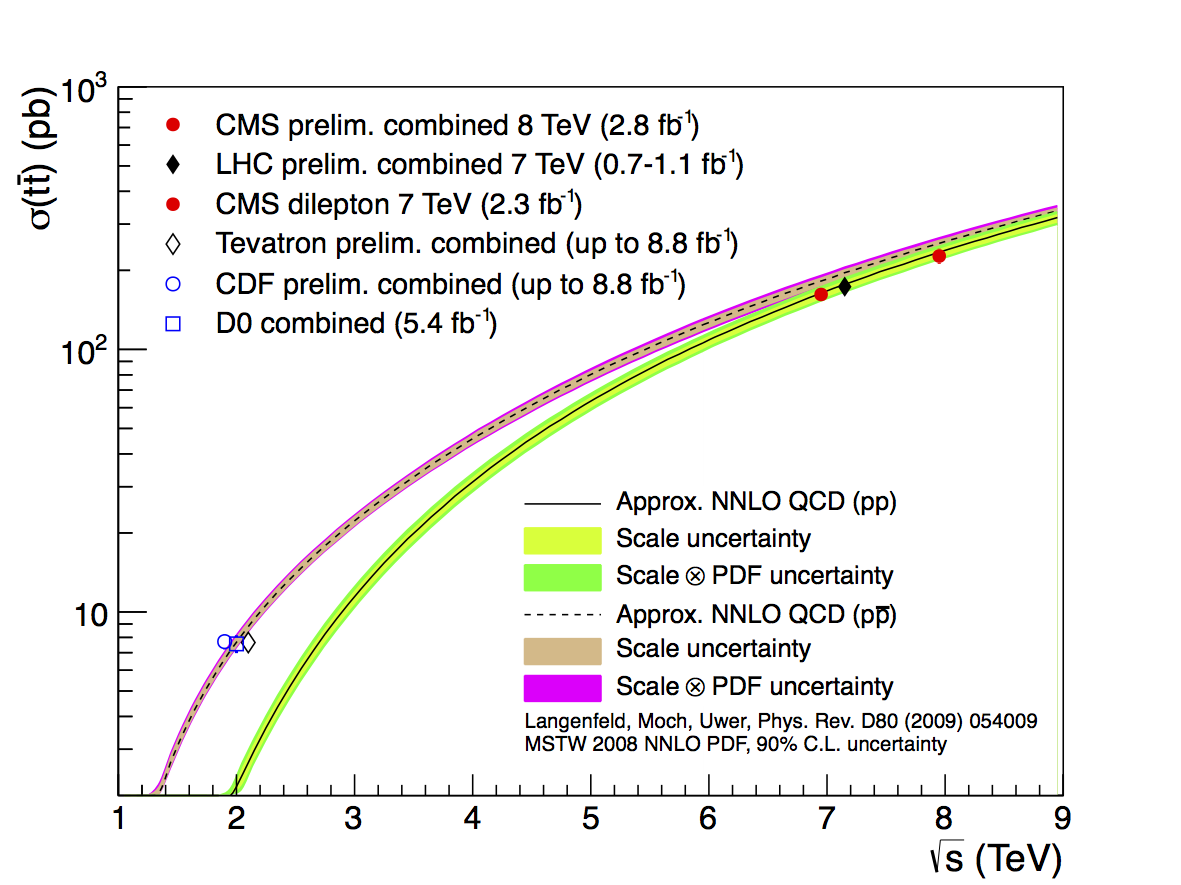 10³
σ(tt̄) (pb)
CMS prelim. combined 8 TeV (2.8 fb⁻¹)
LHC prelim. combined 7 TeV (0.7-1.1 fb⁻¹)
CMS dilepton 7 TeV (2.3 fb⁻¹)
Tevatron prelim. combined (up to 8.8 fb⁻¹)
CDF prelim. combined (up to 8.8 fb⁻¹)
D0 combined (5.4 fb⁻¹)
10²
Approx. NNLO QCD (pp)
Scale uncertainty
Scale ⊗ PDF uncertainty
10
Approx. NNLO QCD (pp̅)
Scale uncertainty
Scale ⊗ PDF uncertainty
Langenfeld, Moch, Uwer, Phys. Rev. D80 (2009) 054009
MSTW 2008 NNLO PDF, 90% C.L. uncertainty
1 2 3 4 5 6 7 8 9
√s (TeV)